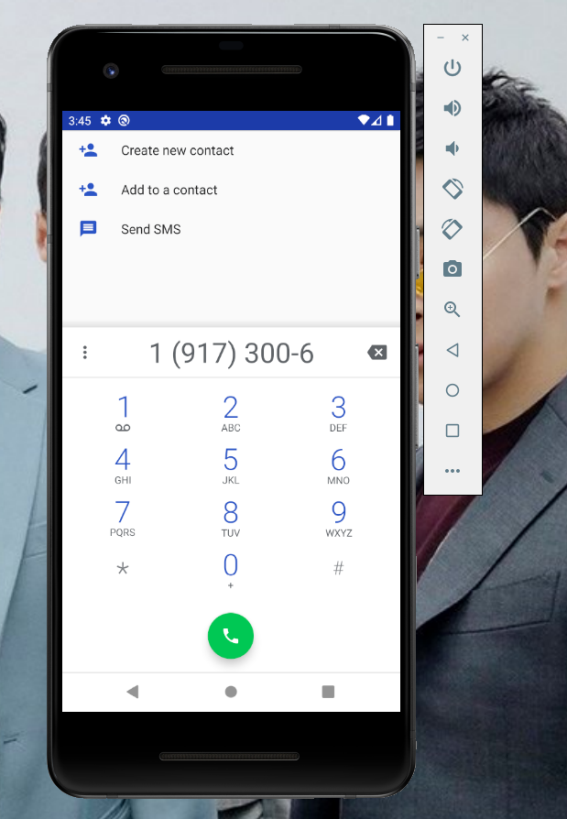 3:45
Create new contact
Add to a contact
Send SMS
1 (917) 300-6
1 2 3
ABC DEF
4 5 6
GHI JKL MNO
7 8 9
PQRS TUV WXYZ
* 0 #
+